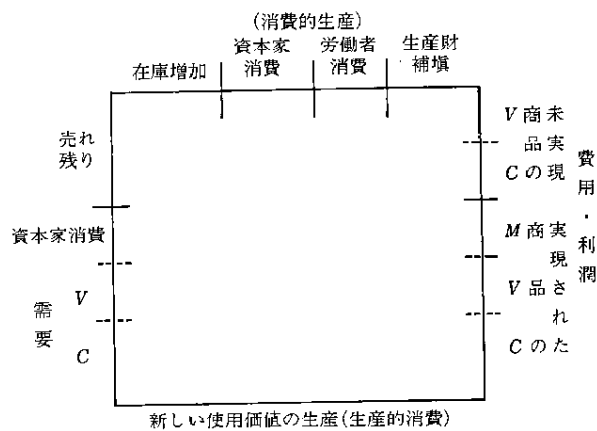 (消費的生産)
在庫増加
資本家
消費
労働者
消費
生産財
補塡
売れ
残り
資本家消費
需要
V
C
V 商未
品実
C の現
M 商実
現
V 品さ
れ
C のた
費用・利潤
新しい使用価値の生産(生産的消費)